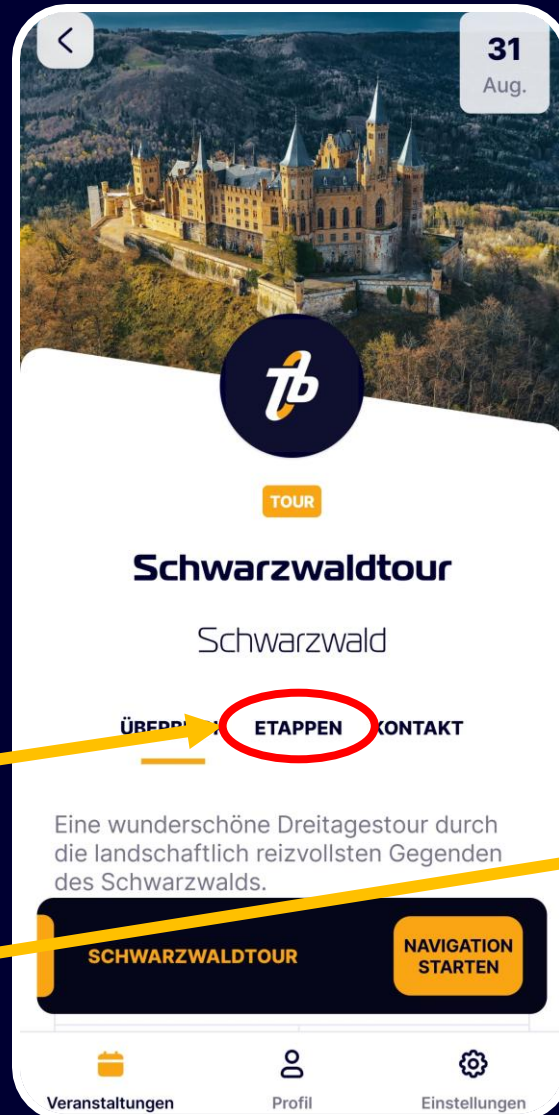 31
Aug.
TOUR
Schwarzwaldtour
Schwarzwald
ETAPPEN
KONTAKT
Eine wunderschöne Dreitagestour durch
die landschaftlich reizvollsten Gegenden
des Schwarzwalds.
SCHWARZWALDTOUR
NAVIGATION
STARTEN
Veranstaltungen
Profil
Einstellungen